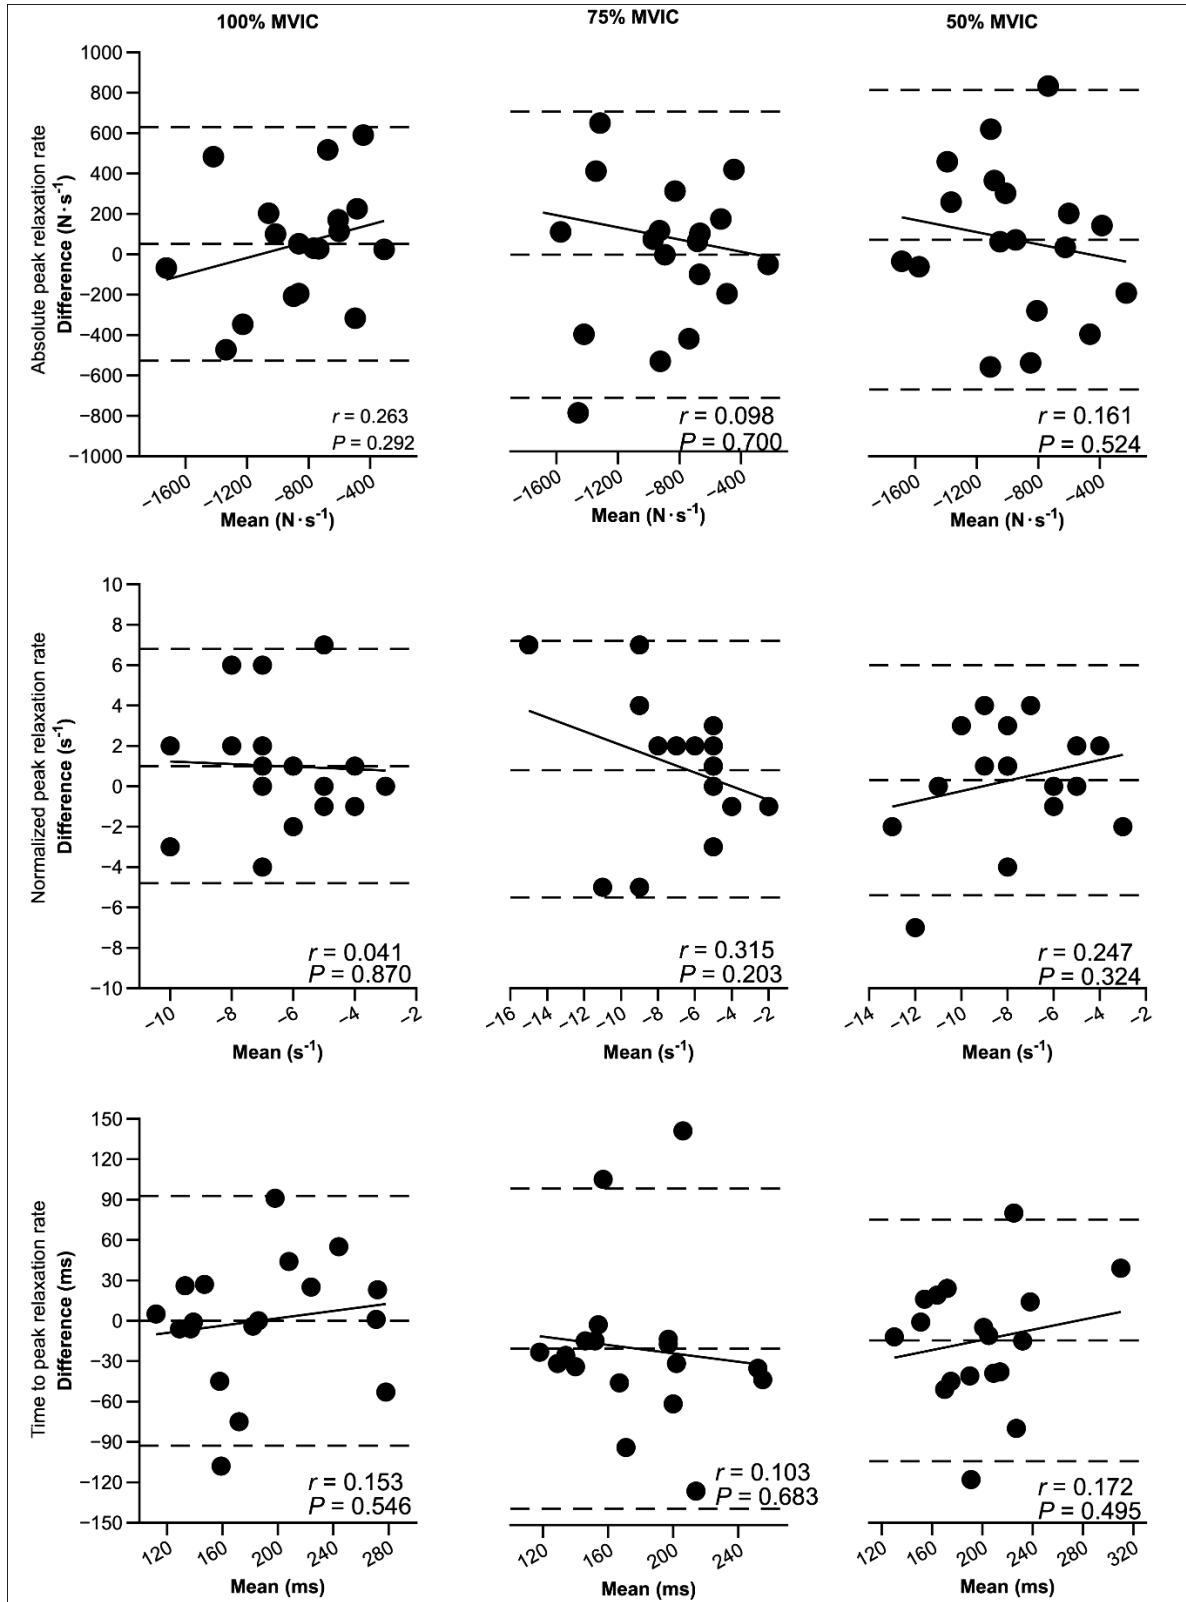 100% MVIC
75% MVIC
50% MVIC
Absolute peak relaxation rate
Difference (N·s-1)
1000
800
600
400
200
0
−200
−400
−600
−800
−1000
r = 0.263
P = 0.292
r = 0.098
P = 0.700
r = 0.161
P = 0.524
−1600
−1200
−800
−400
−1600
−1200
−800
−400
−1600
−1200
−800
−400
Mean (N·s-1)
Mean (N·s-1)
Mean (N·s-1)
Normalized peak relaxation rate
Difference (s-1)
10
8
6
4
2
0
−2
−4
−6
−8
−10
r = 0.041
P = 0.870
r = 0.315
P = 0.203
r = 0.247
P = 0.324
−10
−8
−6
−4
−2
−16
−14
−12
−10
−8
−6
−4
−2
−14
−12
−10
−8
−6
−4
−2
Mean (s-1)
Mean (s-1)
Mean (s-1)
Time to peak relaxation rate
Difference (ms)
150
120
90
60
30
0
−30
−60
−90
−120
−150
r = 0.153
P = 0.546
r = 0.103
P = 0.683
r = 0.172
P = 0.495
120
160
200
240
280
120
160
200
240
120
160
200
240
280
320
Mean (ms)
Mean (ms)
Mean (ms)